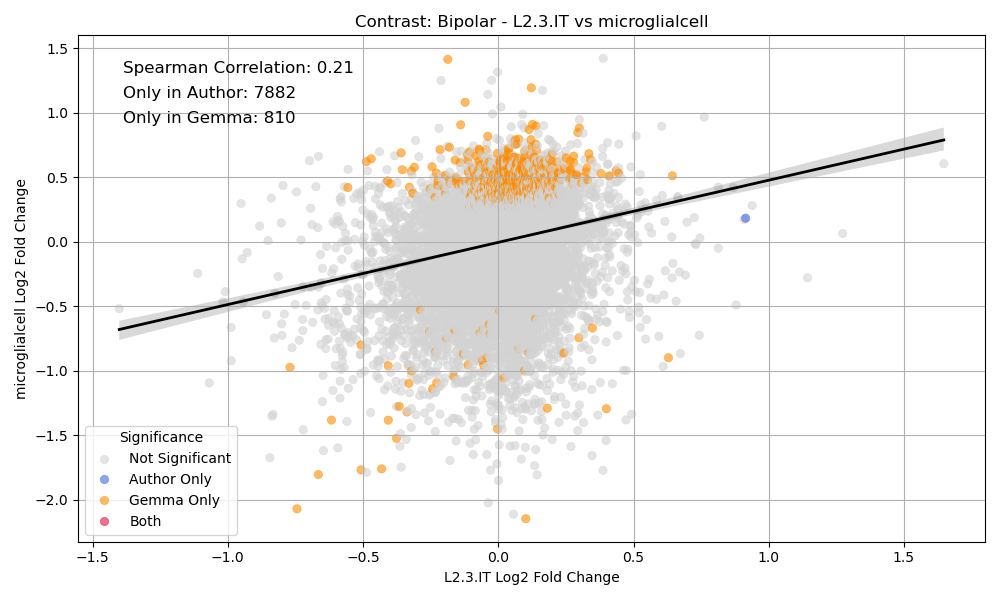 Contrast: Bipolar - L2.3.IT vs microglialcell
Spearman Correlation: 0.21
Only in Author: 7882
Only in Gemma: 810
microglialcell Log2 Fold Change
1.5
1.0
0.5
0.0
−0.5
−1.0
−1.5
−2.0
Significance
Not Significant
Author Only
Gemma Only
Both
−1.5
−1.0
−0.5
0.0
0.5
1.0
1.5
L2.3.IT Log2 Fold Change